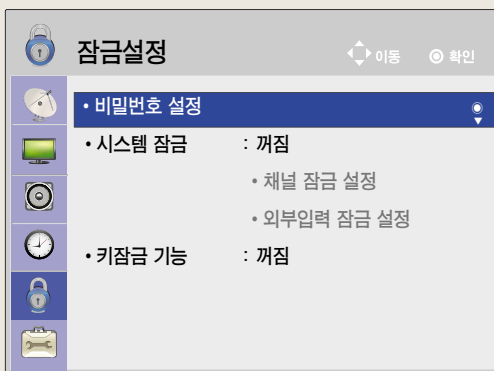 잠금설정
이동 확인
• 비밀번호 설정
• 시스템 잠금 : 꺼짐
• 채널 잠금 설정
• 외부입력 잠금 설정
• 키잠금 기능 : 꺼짐